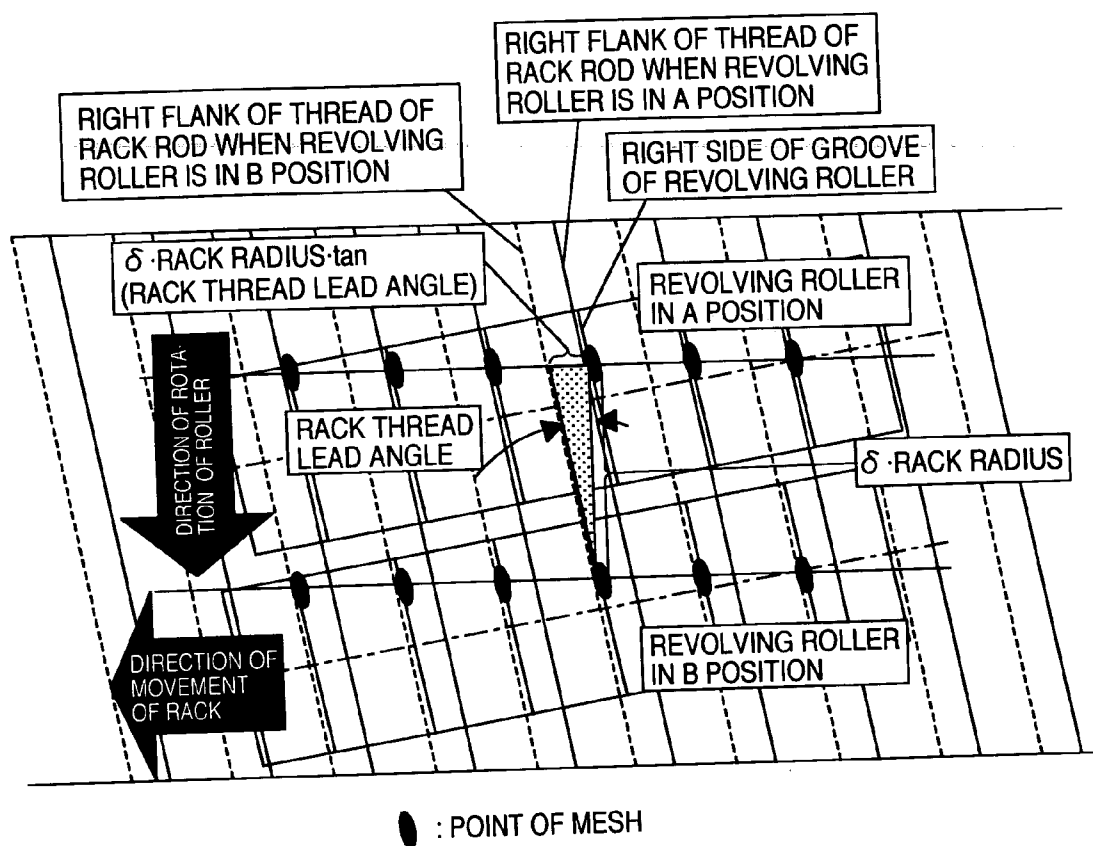 RIGHT FLANK OF THREAD OF
RACK ROD WHEN REVOLVING
ROLLER IS IN A POSITION
RIGHT FLANK OF THREAD OF
RACK ROD WHEN REVOLVING
ROLLER IS IN B POSITION
RIGHT SIDE OF GROOVE
OF REVOLVING ROLLER
δ·RACK RADIUS·tan
(RACK THREAD LEAD ANGLE)
REVOLVING ROLLER
IN A POSITION
DIRECTION OF ROTA-
TION OF ROLLER
RACK THREAD
LEAD ANGLE
δ·RACK RADIUS
DIRECTION OF
MOVEMENT
OF RACK
REVOLVING ROLLER
IN B POSITION
: POINT OF MESH